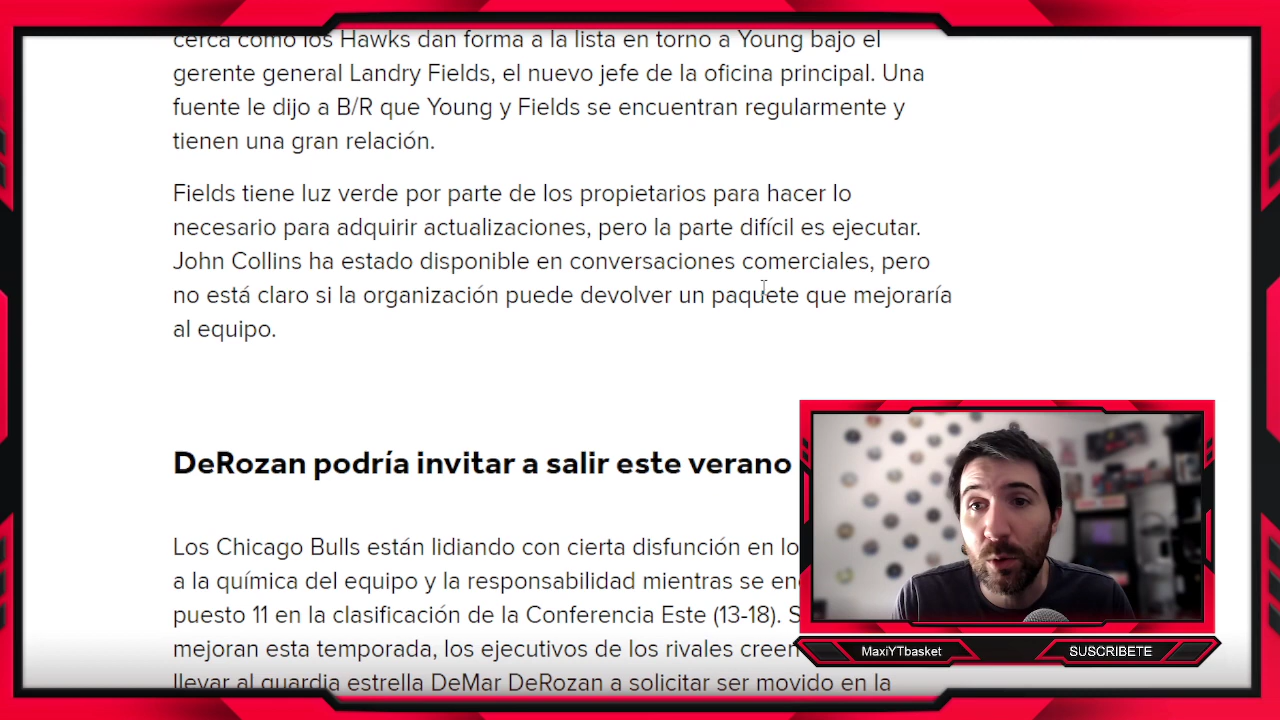 cerca como los Hawks dan forma a la lista en torno a Young bajo el
gerente general Landry Fields, el nuevo jefe de la oficina principal. Una
fuente le dijo a B/R que Young y Fields se encuentran regularmente y
tienen una gran relación.
Fields tiene luz verde por parte de los propietarios para hacer lo
necesario para adquirir actualizaciones, pero la parte difícil es ejecutar.
John Collins ha estado disponible en conversaciones comerciales, pero
no está claro si la organización puede devolver un paquete que mejoraría
al equipo.
DeRozan podría invitar a salir este verano
Los Chicago Bulls están lidiando con cierta disfunción en lo
a la química del equipo y la responsabilidad mientras se en
puesto 11 en la clasificación de la Conferencia Este (13-18). S
mejoran esta temporada, los ejecutivos de los rivales creen
llevar al guardia estrella DeMar DeRozan a solicitar ser movido en la
MaxiYTbasket
SUSCRIBETE